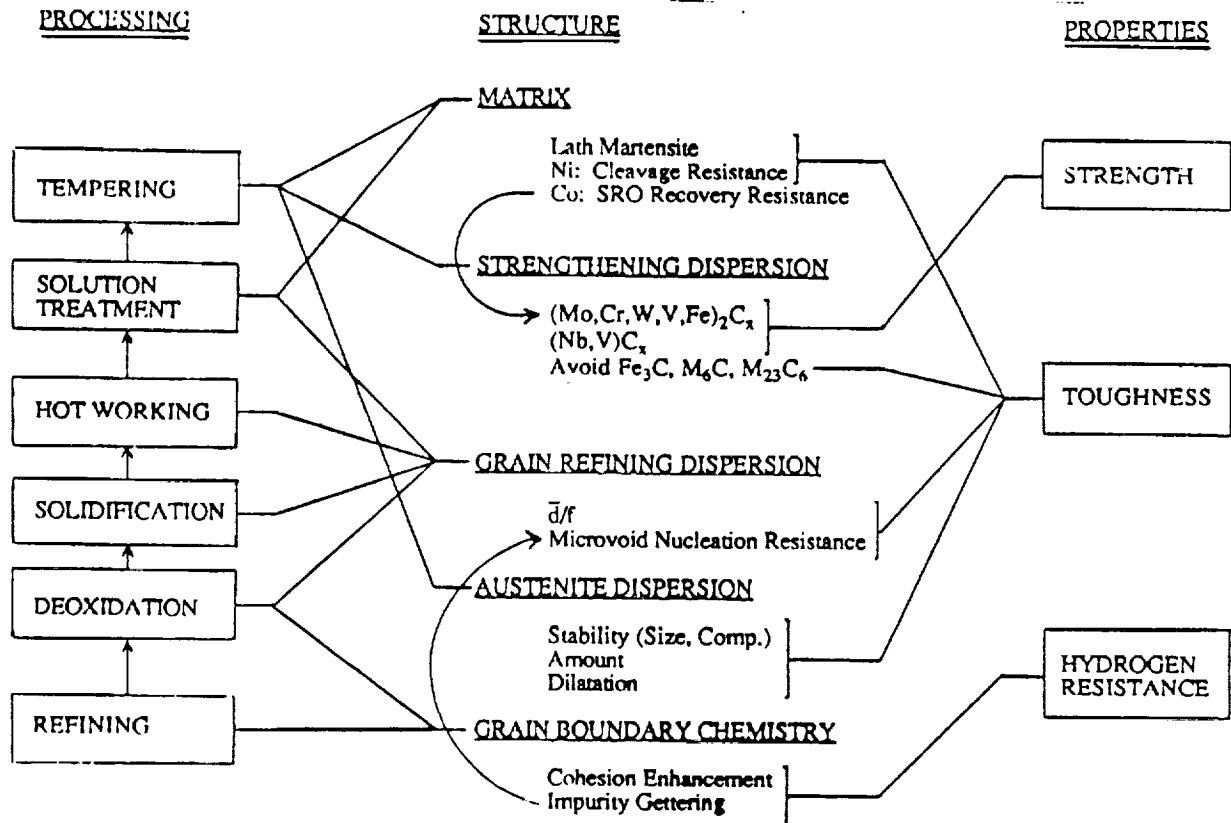 PROCESSING
STRUCTURE
PROPERTIES
TEMPERING
SOLUTION
TREATMENT
HOT WORKING
SOLIDIFICATION
DEOXIDATION
REFINING
MATRIX
Lath Martensite
Ni: Cleavage Resistance
Co: SRO Recovery Resistance
STRENGTHENING DISPERSION
(Mo,Cr,W,V,Fe)₂Cₓ
(Nb,V)Cₓ
Avoid Fe₃C, M₆C, M₂₃C₆
GRAIN REFINING DISPERSION
d̅/f
Microvoid Nucleation Resistance
AUSTENITE DISPERSION
Stability (Size, Comp.)
Amount
Dilatation
GRAIN BOUNDARY CHEMISTRY
Cohesion Enhancement
Impurity Gettering
STRENGTH
TOUGHNESS
HYDROGEN
RESISTANCE